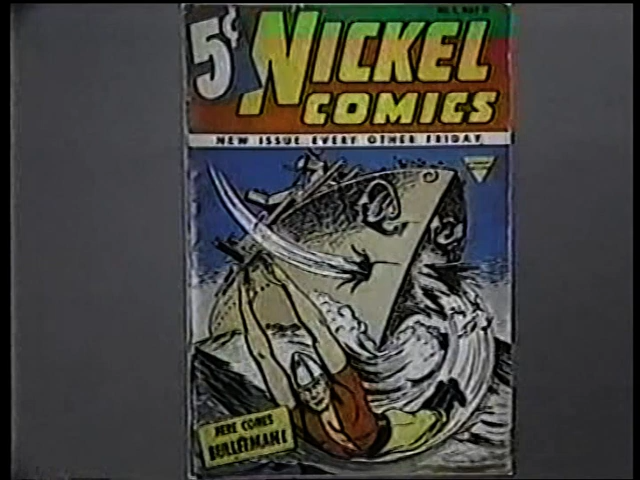 5¢
NICKEL
COMICS
NEW ISSUE EVERY OTHER FRIDAY
HERE COMES
BULLETMAN!